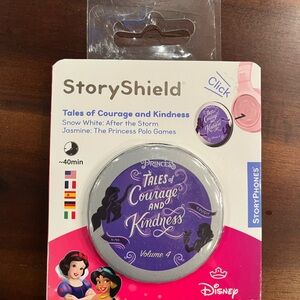 StoryShield®
Click
Tales of Courage and Kindness
Snow White: After the Storm
Jasmine: The Princess Polo Games
~40min
PRINCESS
TALES of
Courage
AND
Kindness
Volume 4
STORYPHONES
Disney